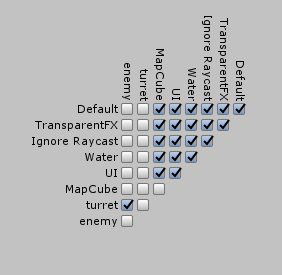 enemy
turret
MapCube
UI
Water
Ignore Raycast
TransparentFX
Default
Default
TransparentFX
Ignore Raycast
Water
UI
MapCube
turret
enemy